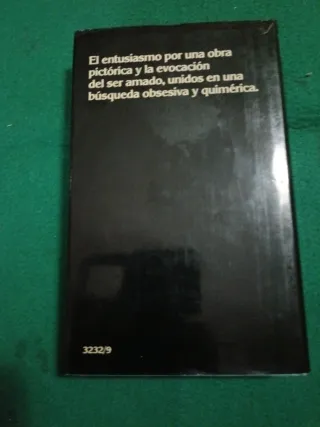 El entusiasmo por una obra
pictórica y la evocación
del ser amado, unidos en una
búsqueda obsesiva y quimérica.
3232/9